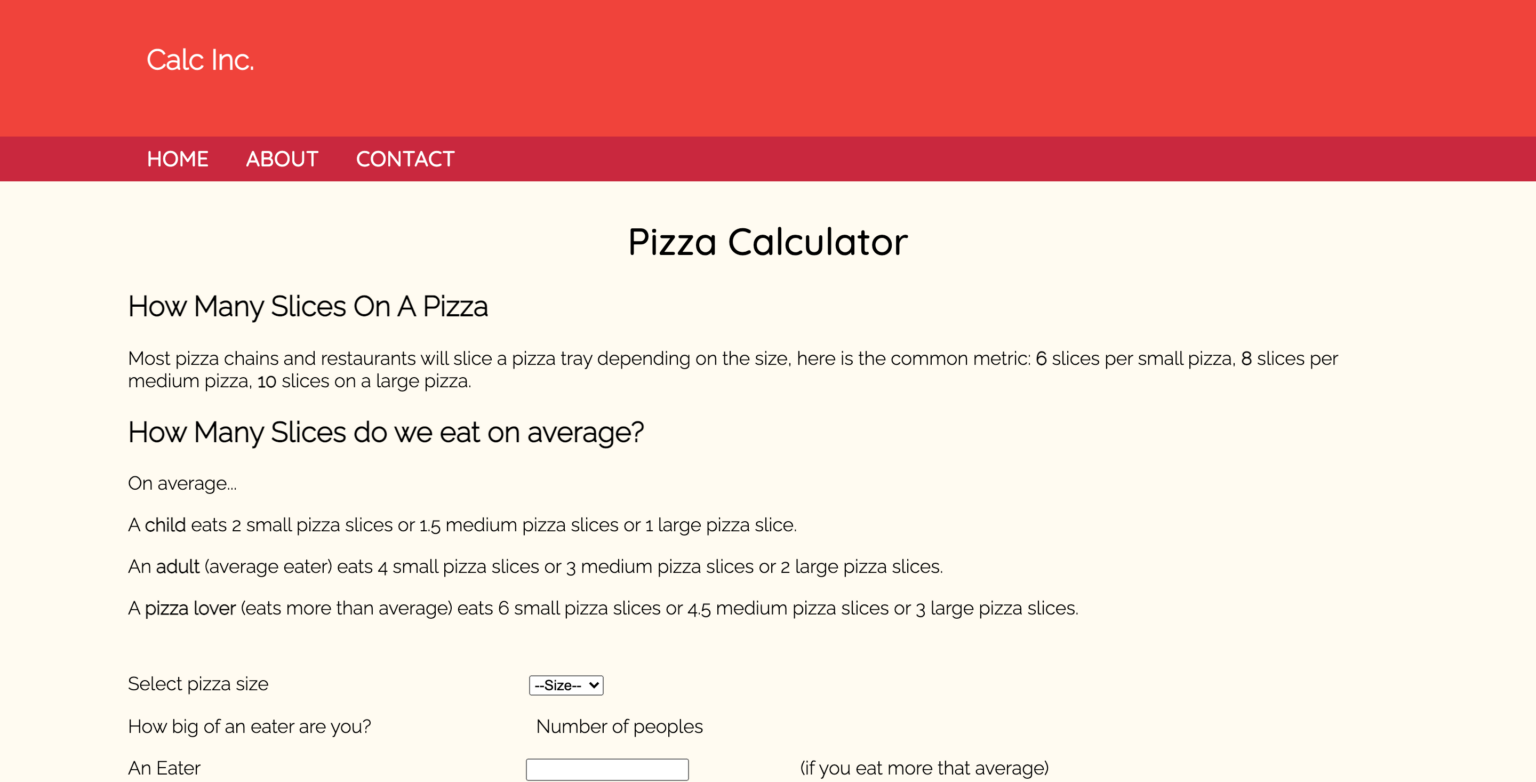 Calc Inc.
HOME ABOUT CONTACT
Pizza Calculator
How Many Slices On A Pizza
Most pizza chains and restaurants will slice a pizza tray depending on the size, here is the common metric: 6 slices per small pizza, 8 slices per
medium pizza, 10 slices on a large pizza.
How Many Slices do we eat on average?
On average...
A child eats 2 small pizza slices or 1.5 medium pizza slices or 1 large pizza slice.
An adult (average eater) eats 4 small pizza slices or 3 medium pizza slices or 2 large pizza slices.
A pizza lover (eats more than average) eats 6 small pizza slices or 4.5 medium pizza slices or 3 large pizza slices.
Select pizza size --Size--
How big of an eater are you? Number of peoples
An Eater (if you eat more that average)